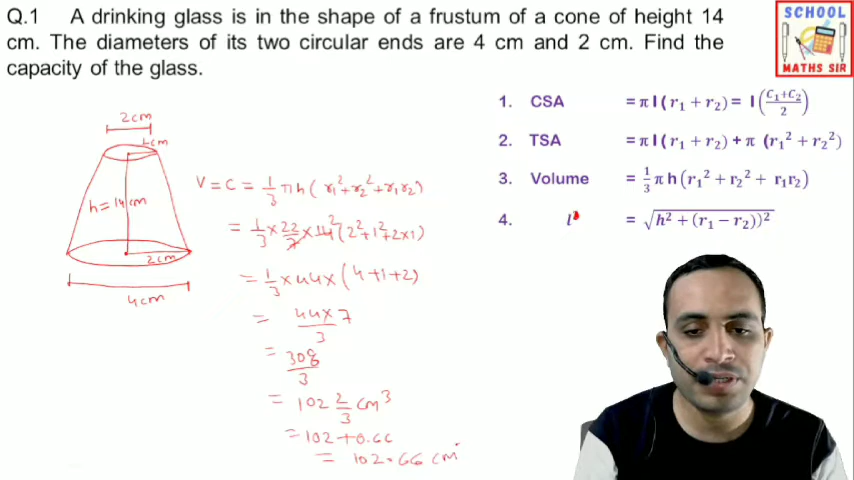 Q.1 A drinking glass is in the shape of a frustum of a cone of height 14
cm. The diameters of its two circular ends are 4 cm and 2 cm. Find the
capacity of the glass.
SCHOOL
MATHS SIR
1. CSA = π l ( r₁ + r₂) = l (C₁+C₂/2)
2. TSA = π l ( r₁ + r₂) + π (r₁² + r₂²)
3. Volume = 1/3 π h ( r₁² + r₂² + r₁r₂)
4. l = √h² + (r₁ − r₂))²
2cm
1cm
h=14cm
2cm
4cm
V = C = 1/3 πh ( r₁²+r₂²+r₁r₂)
= 1/3 × 22/7 × 14² (2²+1²+2×1)
= 1/3 × 44 × (4+1+2)
= 44×7/3
= 308/3
= 102 2/3 cm³
= 102+0.66
= 102.66 cm